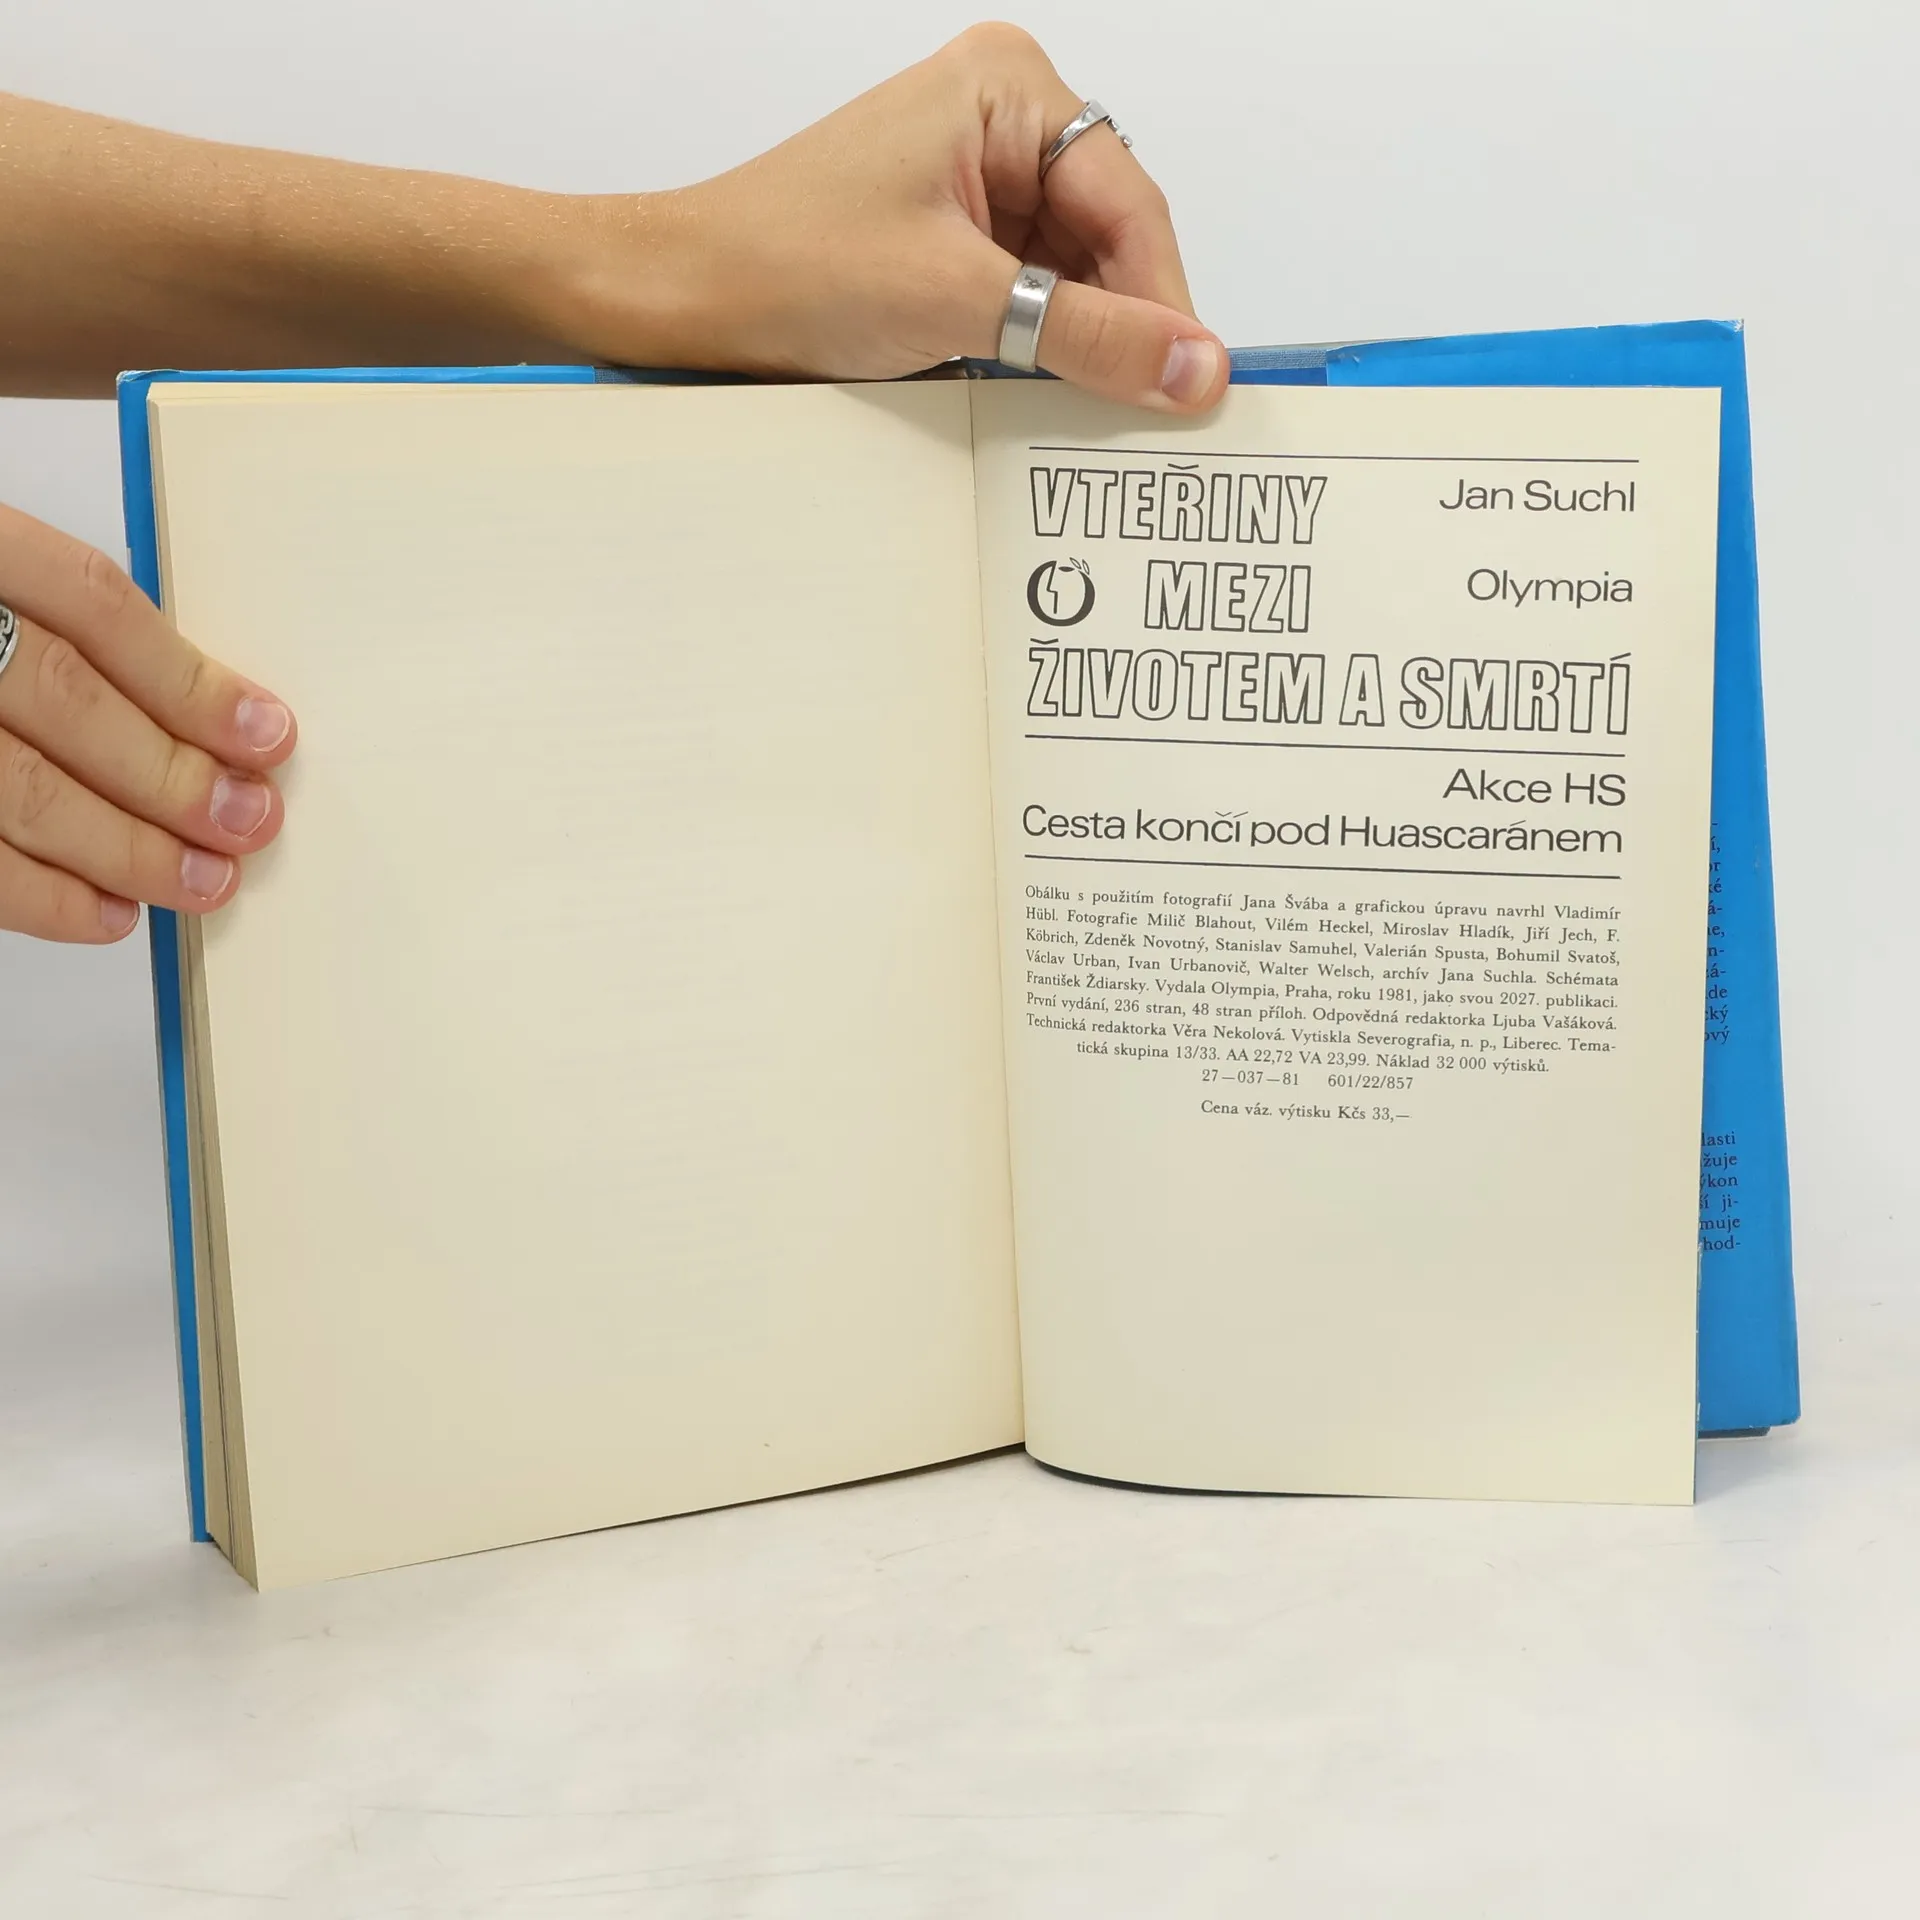 VTEŘINY
Jan Suchl
MEZI
Olympia
ŽIVOTEM A SMRTÍ
Akce HS
Cesta končí pod Huascaránem
Obálku s použitím fotografií Jana Švába a grafickou úpravu navrhl Vladimír
Hübl. Fotografie Milič Blahout, Vilém Heckel, Miroslav Hladík, Jiří Jech, F.
Köbrich, Zdeněk Novotný, Stanislav Samuhel, Valerián Spusta, Bohumil Svatoš,
Václav Urban, Ivan Urbanovič, Walter Welsch, archív Jana Suchla. Schémata
František Ždiarsky. Vydala Olympia, Praha, roku 1981, jako svou 2027. publikaci.
První vydání, 236 stran, 48 stran příloh. Odpovědná redaktorka Ljuba Vašáková.
Technická redaktorka Věra Nekolová. Vytiskla Severografia, n. p., Liberec. Tema-
tická skupina 13/33. AA 22,72 VA 23,99. Náklad 32 000 výtisků.
27—037—81 601/22/857
Cena váz. výtisku Kčs 33,—